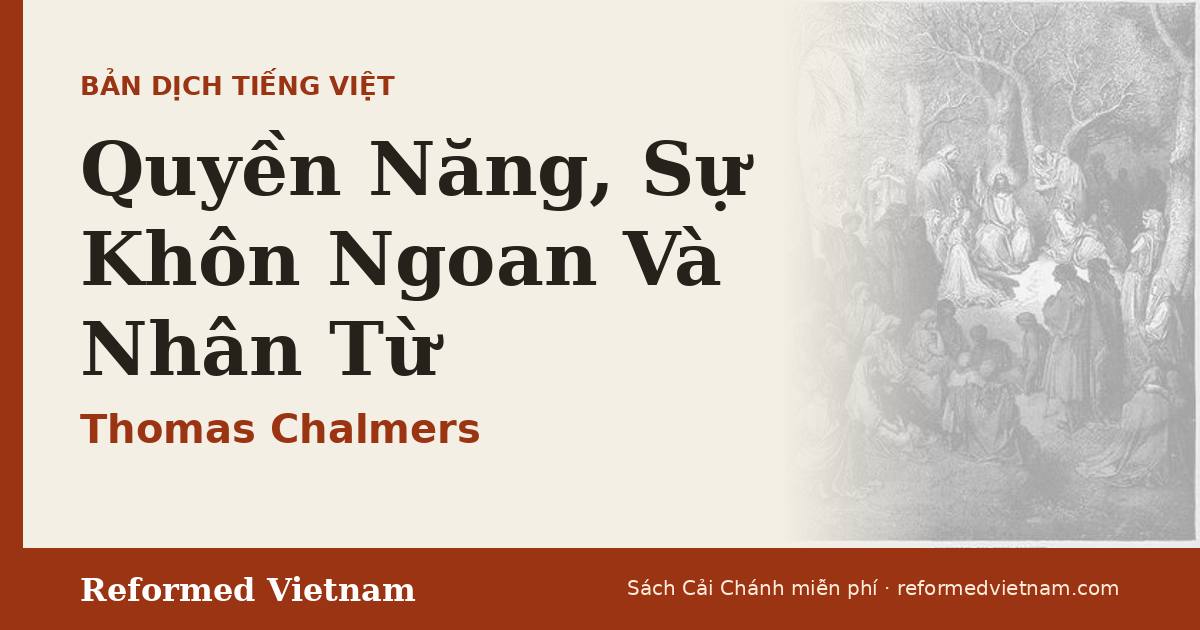 BẢN DỊCH TIẾNG VIỆT
Quyền Năng, Sự
Khôn Ngoan Và
Nhân Từ
Thomas Chalmers
Reformed Vietnam
Sách Cải Chánh miễn phí · reformedvietnam.com